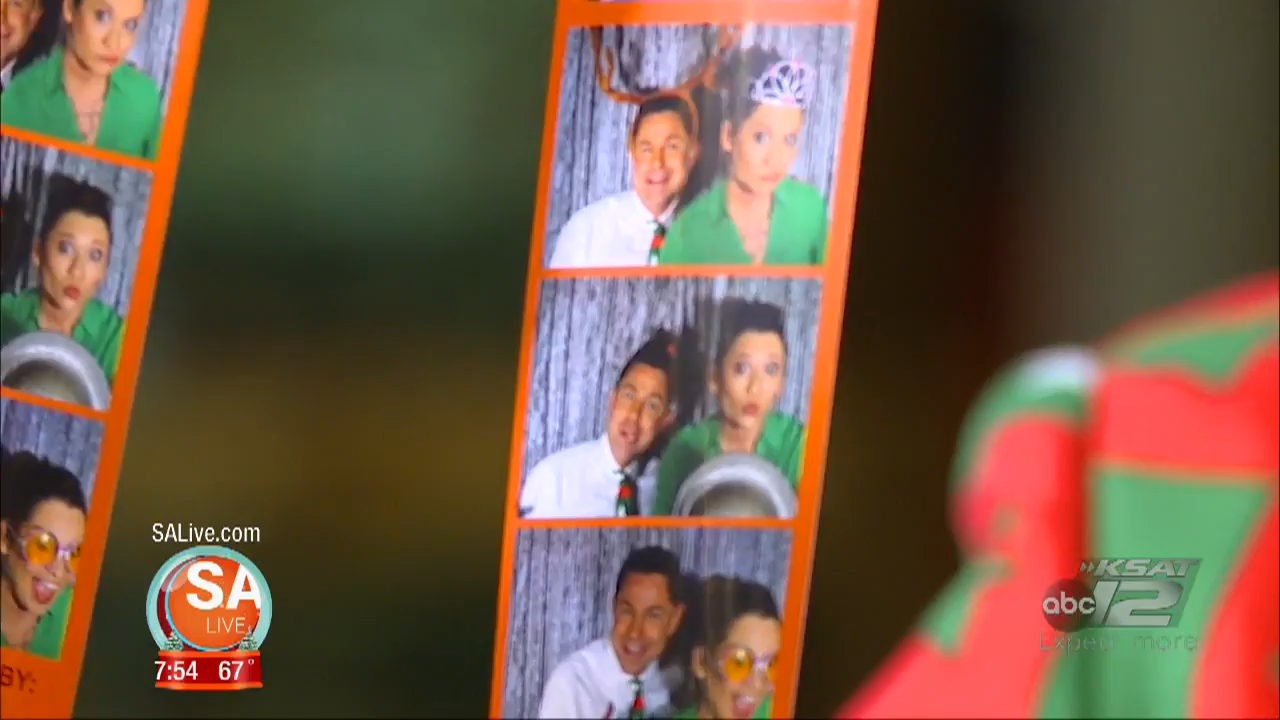 SALive.com
SA
LIVE
7:54 67°
BY:
KSAT
abc 12
Expect more